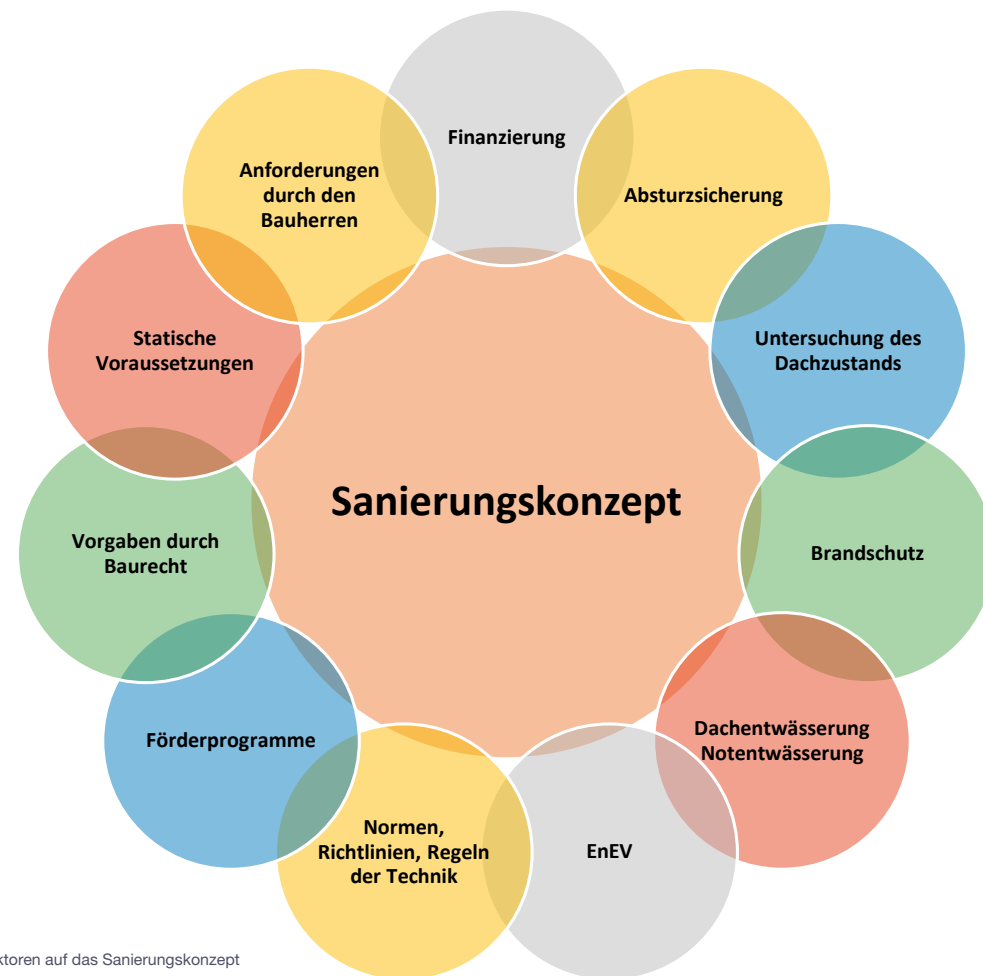 Finanzierung
Absturzsicherung
Untersuchung des
Dachzustands
Brandschutz
Dachentwässerung
Notentwässerung
EnEV
Normen,
Richtlinien, Regeln
der Technik
Förderprogramme
Vorgaben durch
Baurecht
Statische
Voraussetzungen
Anforderungen
durch den
Bauherren
Sanierungskonzept
ktoren auf das Sanierungskonzept